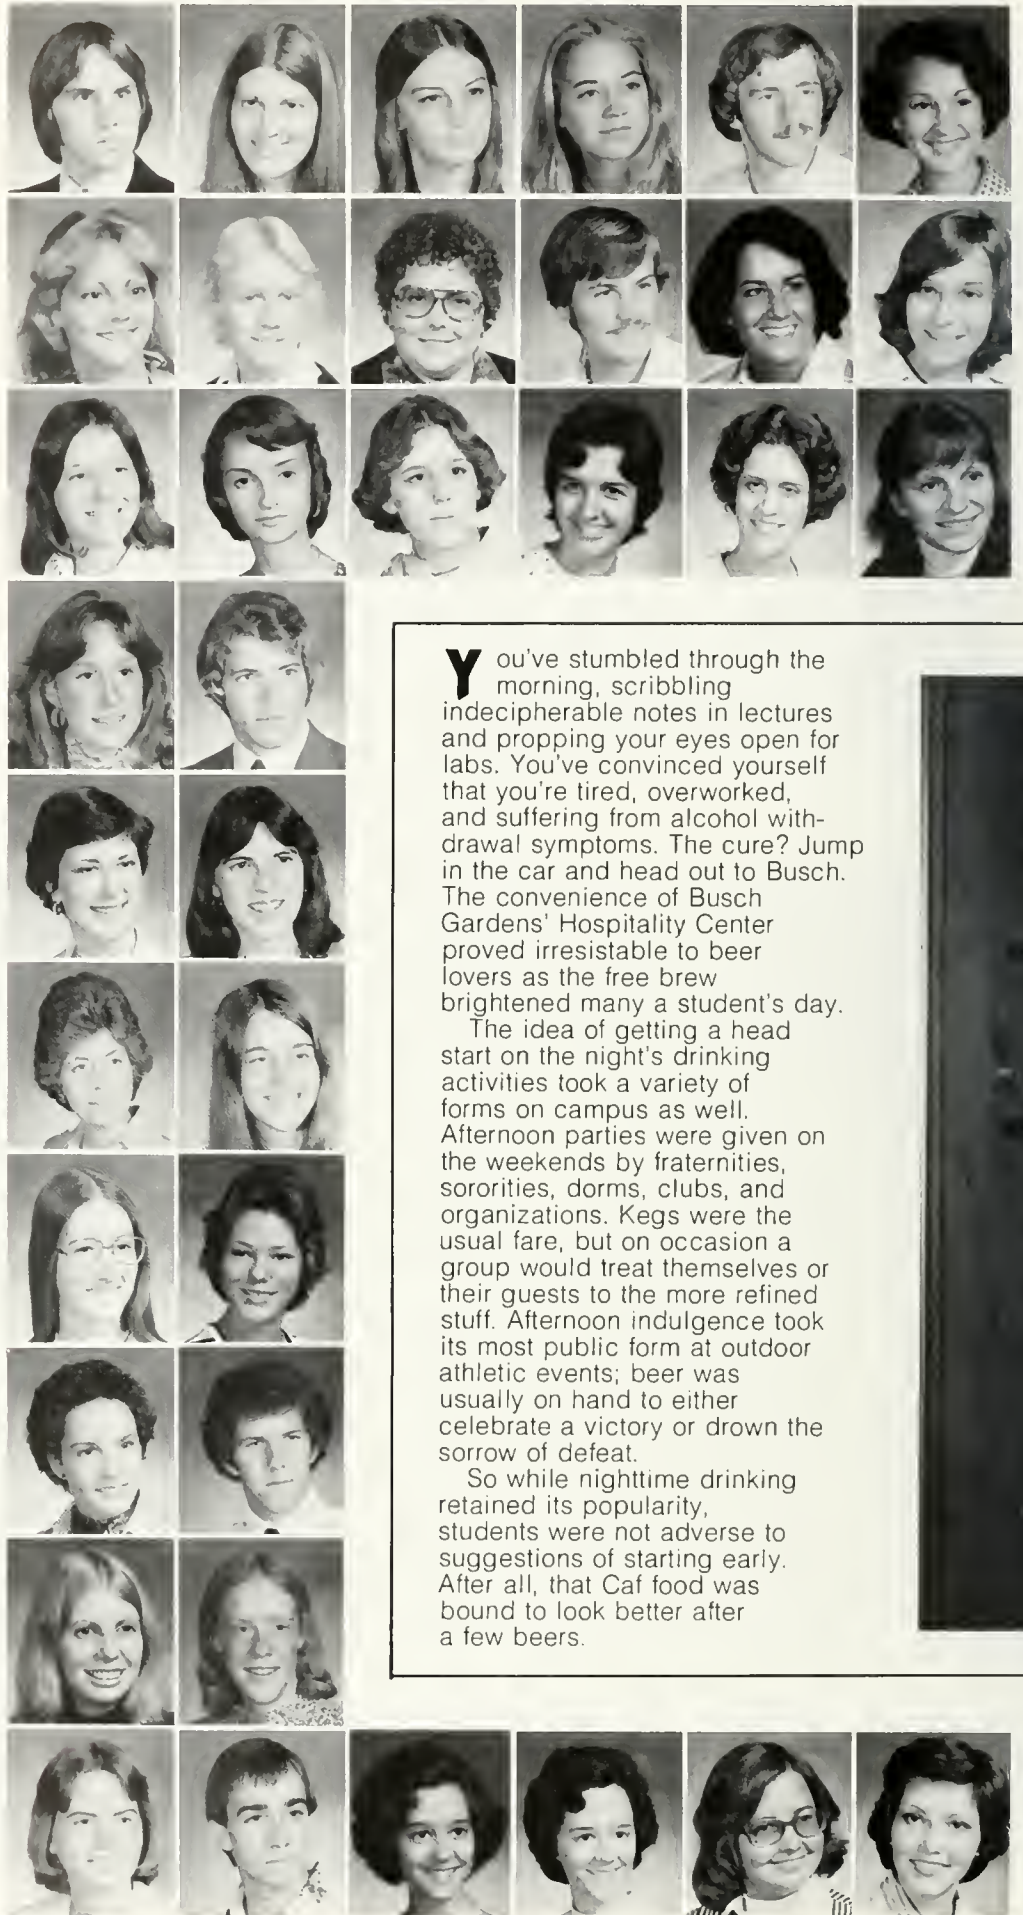 You've stumbled through the
morning, scribbling
indecipherable notes in lectures
and propping your eyes open for
labs. You've convinced yourself
that you're tired, overworked,
and suffering from alcohol with-
drawal symptoms. The cure? Jump
in the car and head out to Busch.
The convenience of Busch
Gardens' Hospitality Center
proved irresistable to beer
lovers as the free brew
brightened many a student's day.
The idea of getting a head
start on the night's drinking
activities took a variety of
forms on campus as well.
Afternoon parties were given on
the weekends by fraternities,
sororities, dorms, clubs, and
organizations. Kegs were the
usual fare, but on occasion a
group would treat themselves or
their guests to the more refined
stuff. Afternoon indulgence took
its most public form at outdoor
athletic events; beer was
usually on hand to either
celebrate a victory or drown the
sorrow of defeat.
So while nighttime drinking
retained its popularity,
students were not adverse to
suggestions of starting early.
After all, that Caf food was
bound to look better after
a few beers.